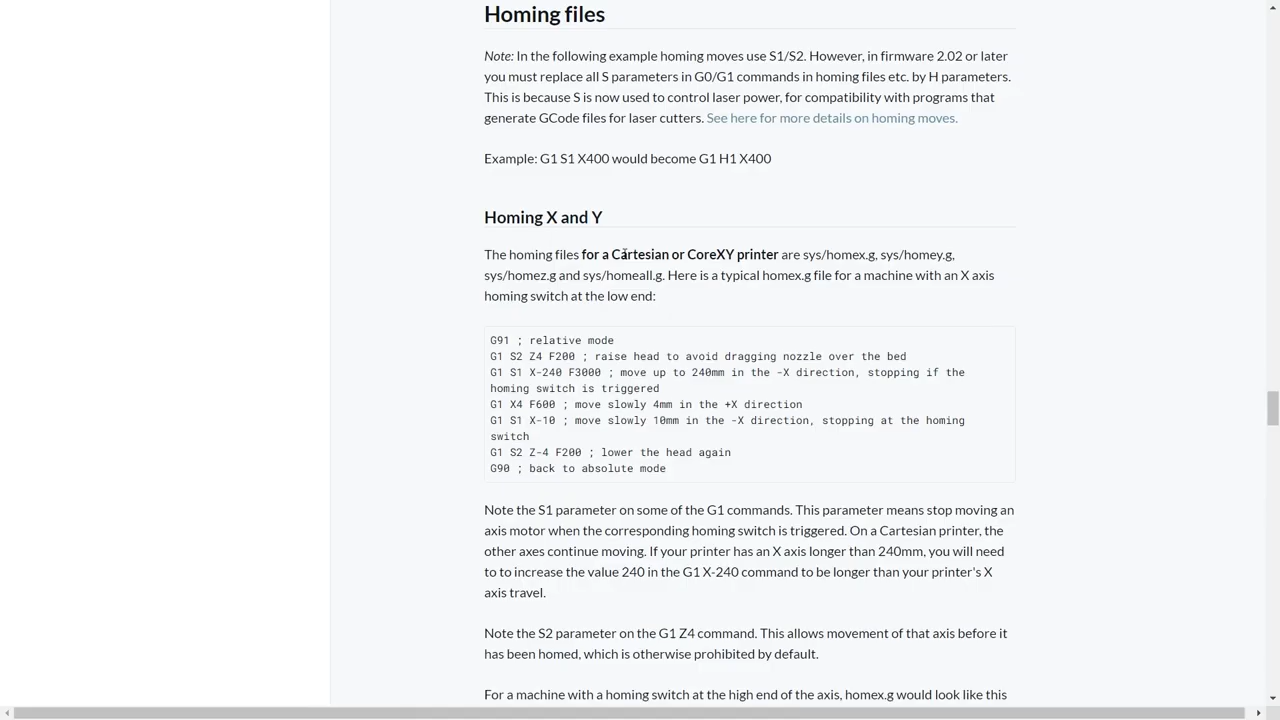 Homing files
Note: In the following example homing moves use S1/S2. However, in firmware 2.02 or later
you must replace all S parameters in G0/G1 commands in homing files etc. by H parameters.
This is because S is now used to control laser power, for compatibility with programs that
generate GCode files for laser cutters. See here for more details on homing moves.
Example: G1 S1 X400 would become G1 H1 X400
Homing X and Y
The homing files for a Cartesian or CoreXY printer are sys/homex.g, sys/homey.g,
sys/homez.g and sys/homeall.g. Here is a typical homex.g file for a machine with an X axis
homing switch at the low end:
G91 ; relative mode
G1 S2 Z4 F200 ; raise head to avoid dragging nozzle over the bed
G1 S1 X-240 F3000 ; move up to 240mm in the -X direction, stopping if the
homing switch is triggered
G1 X4 F600 ; move slowly 4mm in the +X direction
G1 S1 X-10 ; move slowly 10mm in the -X direction, stopping at the homing
switch
G1 S2 Z-4 F200 ; lower the head again
G90 ; back to absolute mode
Note the S1 parameter on some of the G1 commands. This parameter means stop moving an
axis motor when the corresponding homing switch is triggered. On a Cartesian printer, the
other axes continue moving. If your printer has an X axis longer than 240mm, you will need
to to increase the value 240 in the G1 X-240 command to be longer than your printer's X
axis travel.
Note the S2 parameter on the G1 Z4 command. This allows movement of that axis before it
has been homed, which is otherwise prohibited by default.
For a machine with a homing switch at the high end of the axis, homex.g would look like this